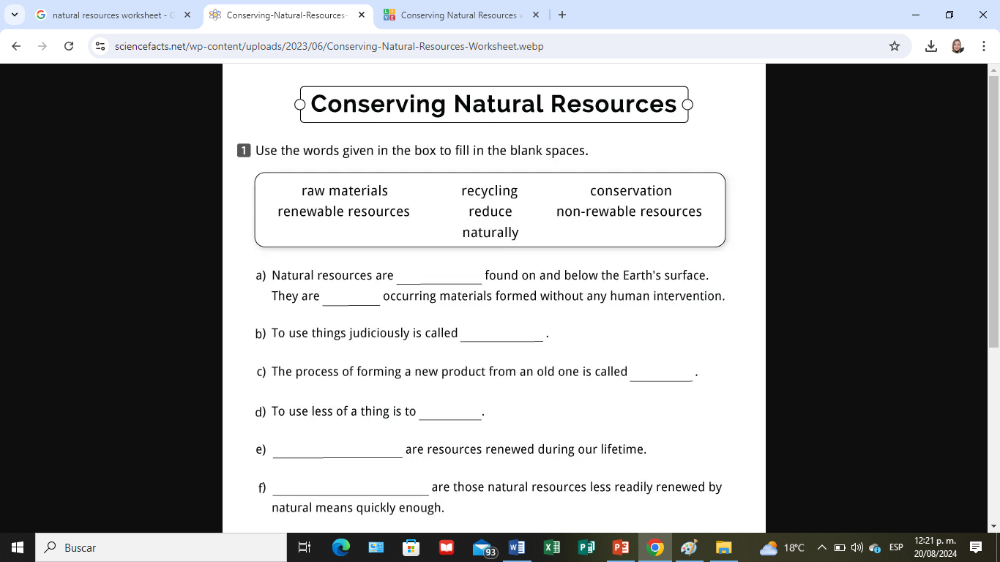 natural resources worksheet - G
Conserving-Natural-Resources-
LIVE Conserving Natural Resources w
sciencefacts.net/wp-content/uploads/2023/06/Conserving-Natural-Resources-Worksheet.webp
Conserving Natural Resources
1 Use the words given in the box to fill in the blank spaces.
raw materials recycling conservation
renewable resources reduce non-rewable resources
naturally
a) Natural resources are ____________ found on and below the Earth's surface.
They are ________ occurring materials formed without any human intervention.
b) To use things judiciously is called ____________ .
c) The process of forming a new product from an old one is called _________ .
d) To use less of a thing is to _________.
e) ___________________ are resources renewed during our lifetime.
f) ______________________ are those natural resources less readily renewed by
natural means quickly enough.
Buscar 93 18°C ESP 12:21 p. m.
20/08/2024